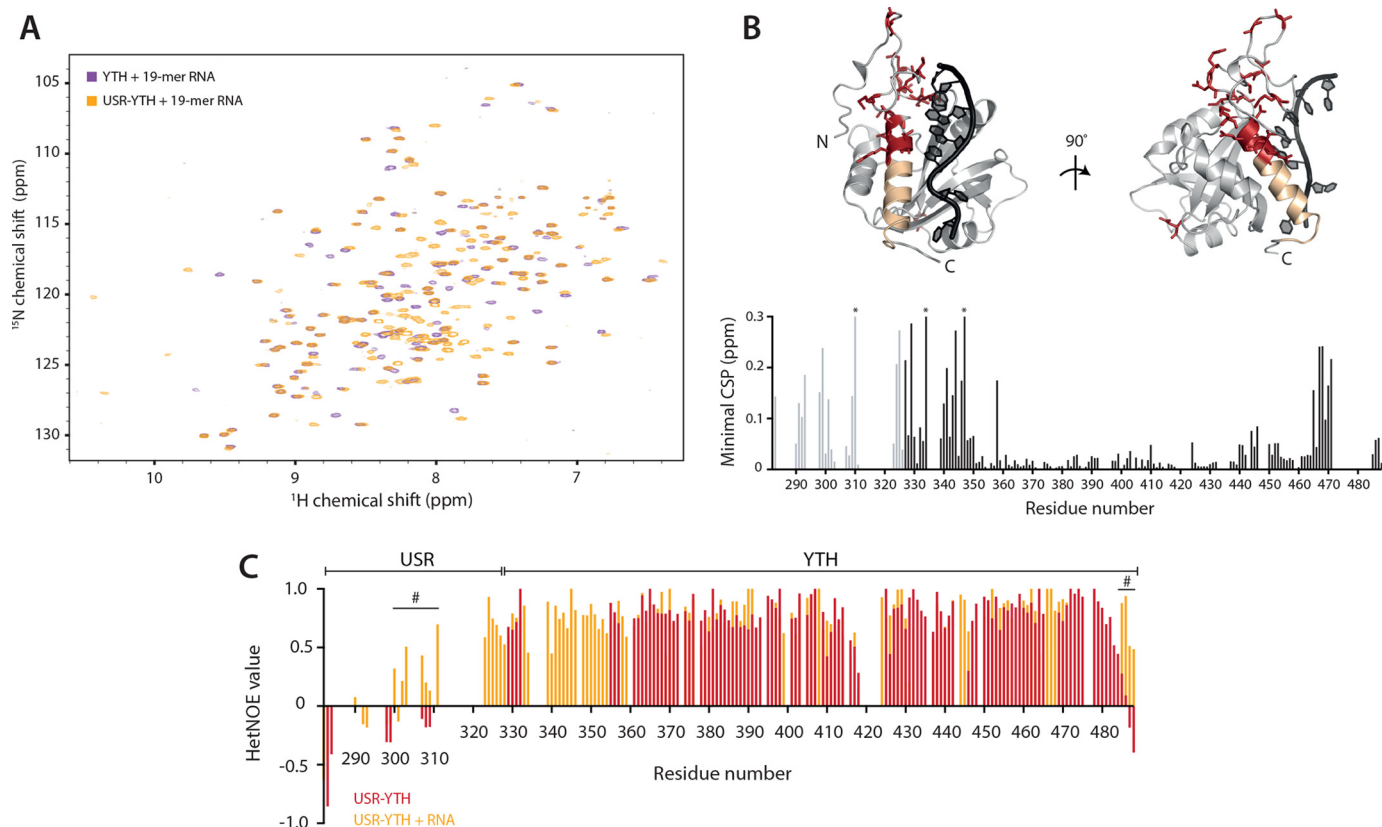 A
YTH + 19-mer RNA
USR-YTH + 19-mer RNA
105
110
115
120
125
130
¹⁵N chemical shift (ppm)
10
9
8
7
¹H chemical shift (ppm)
B
N
C
90°
C
Minimal CSP (ppm)
0.3
0.2
0.1
0
* * *
290 300 310 320 330 340 350 360 370 380 390 400 410 420 430 440 450 460 470 480
Residue number
C
USR
YTH
#
#
HetNOE value
1.0
0.5
0
-0.5
-1.0
290 300 310 320 330 340 350 360 370 380 390 400 410 420 430 440 450 460 470 480
Residue number
USR-YTH
USR-YTH + RNA